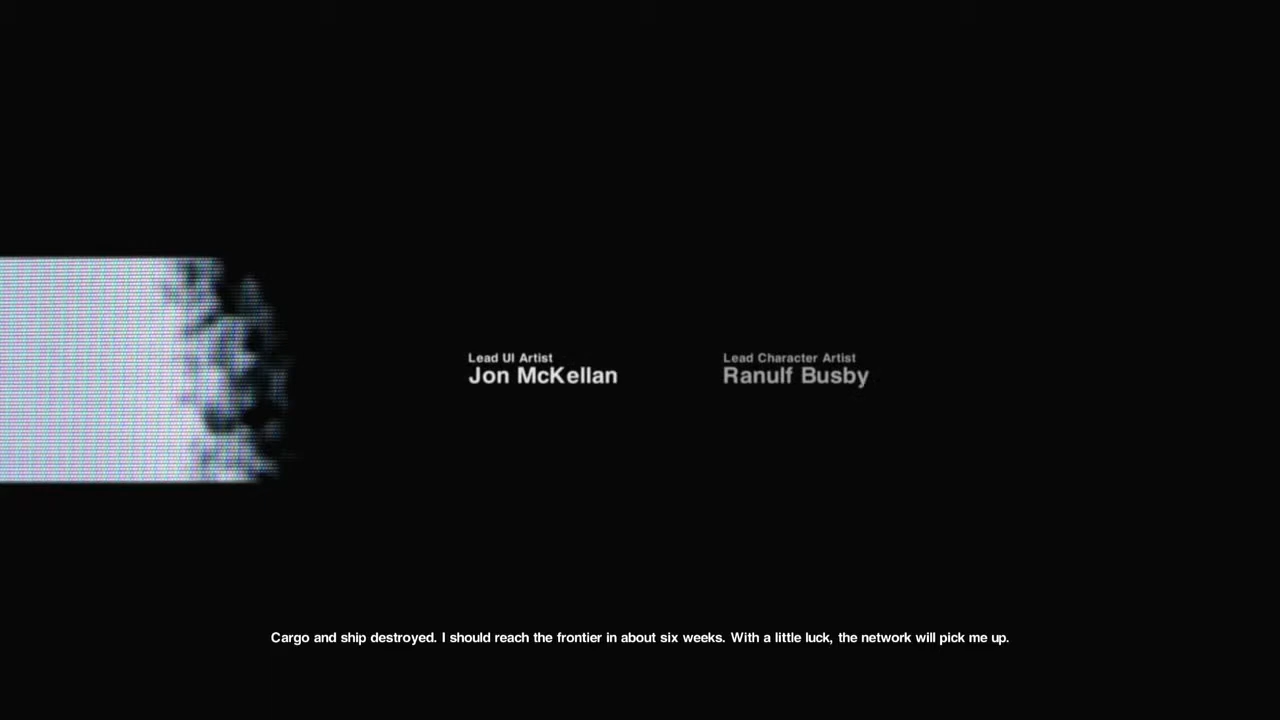 Lead UI Artist
Jon McKellan
Lead Character Artist
Ranulf Busby
Cargo and ship destroyed. I should reach the frontier in about six weeks. With a little luck, the network will pick me up.